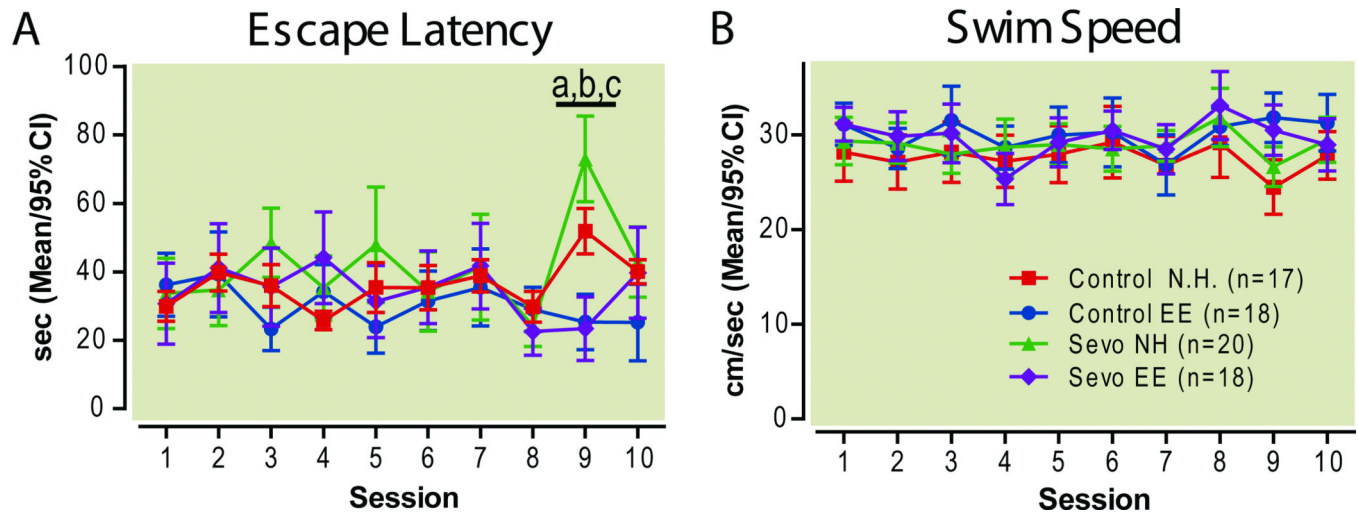 A
Escape Latency
sec (Mean/95%CI)
100
80
60
40
20
0
a,b,c
1 2 3 4 5 6 7 8 9 10
Session
B
Swim Speed
cm/sec (Mean/95%CI)
30
20
10
0
Control N.H. (n=17)
Control EE (n=18)
Sevo NH (n=20)
Sevo EE (n=18)
1 2 3 4 5 6 7 8 9 10
Session